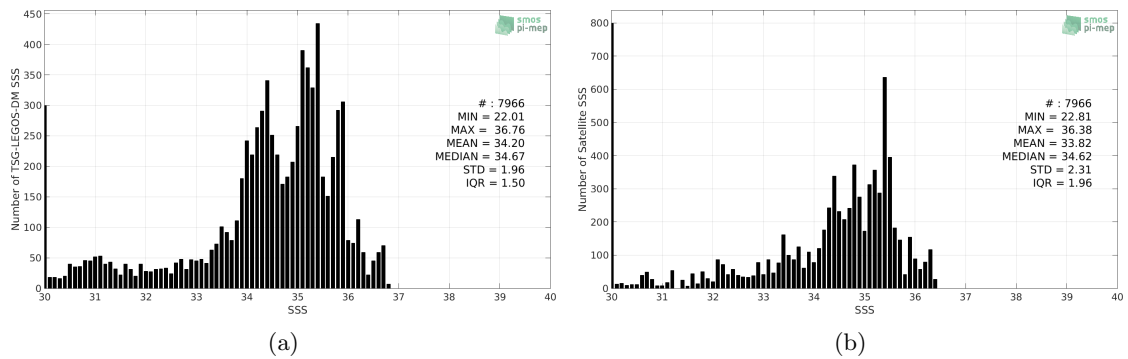 450
400
350
300
250
200
150
100
50
0
Number of TSG-LEGOS-DM SSS
30 31 32 33 34 35 36 37 38 39 40
SSS
smos
pi-mep
# : 7966
MIN = 22.01
MAX = 36.76
MEAN = 34.20
MEDIAN = 34.67
STD = 1.96
IQR = 1.50
(a)
800
700
600
500
400
300
200
100
0
Number of Satellite SSS
30 31 32 33 34 35 36 37 38 39 40
SSS
smos
pi-mep
# : 7966
MIN = 22.81
MAX = 36.38
MEAN = 33.82
MEDIAN = 34.62
STD = 2.31
IQR = 1.96
(b)